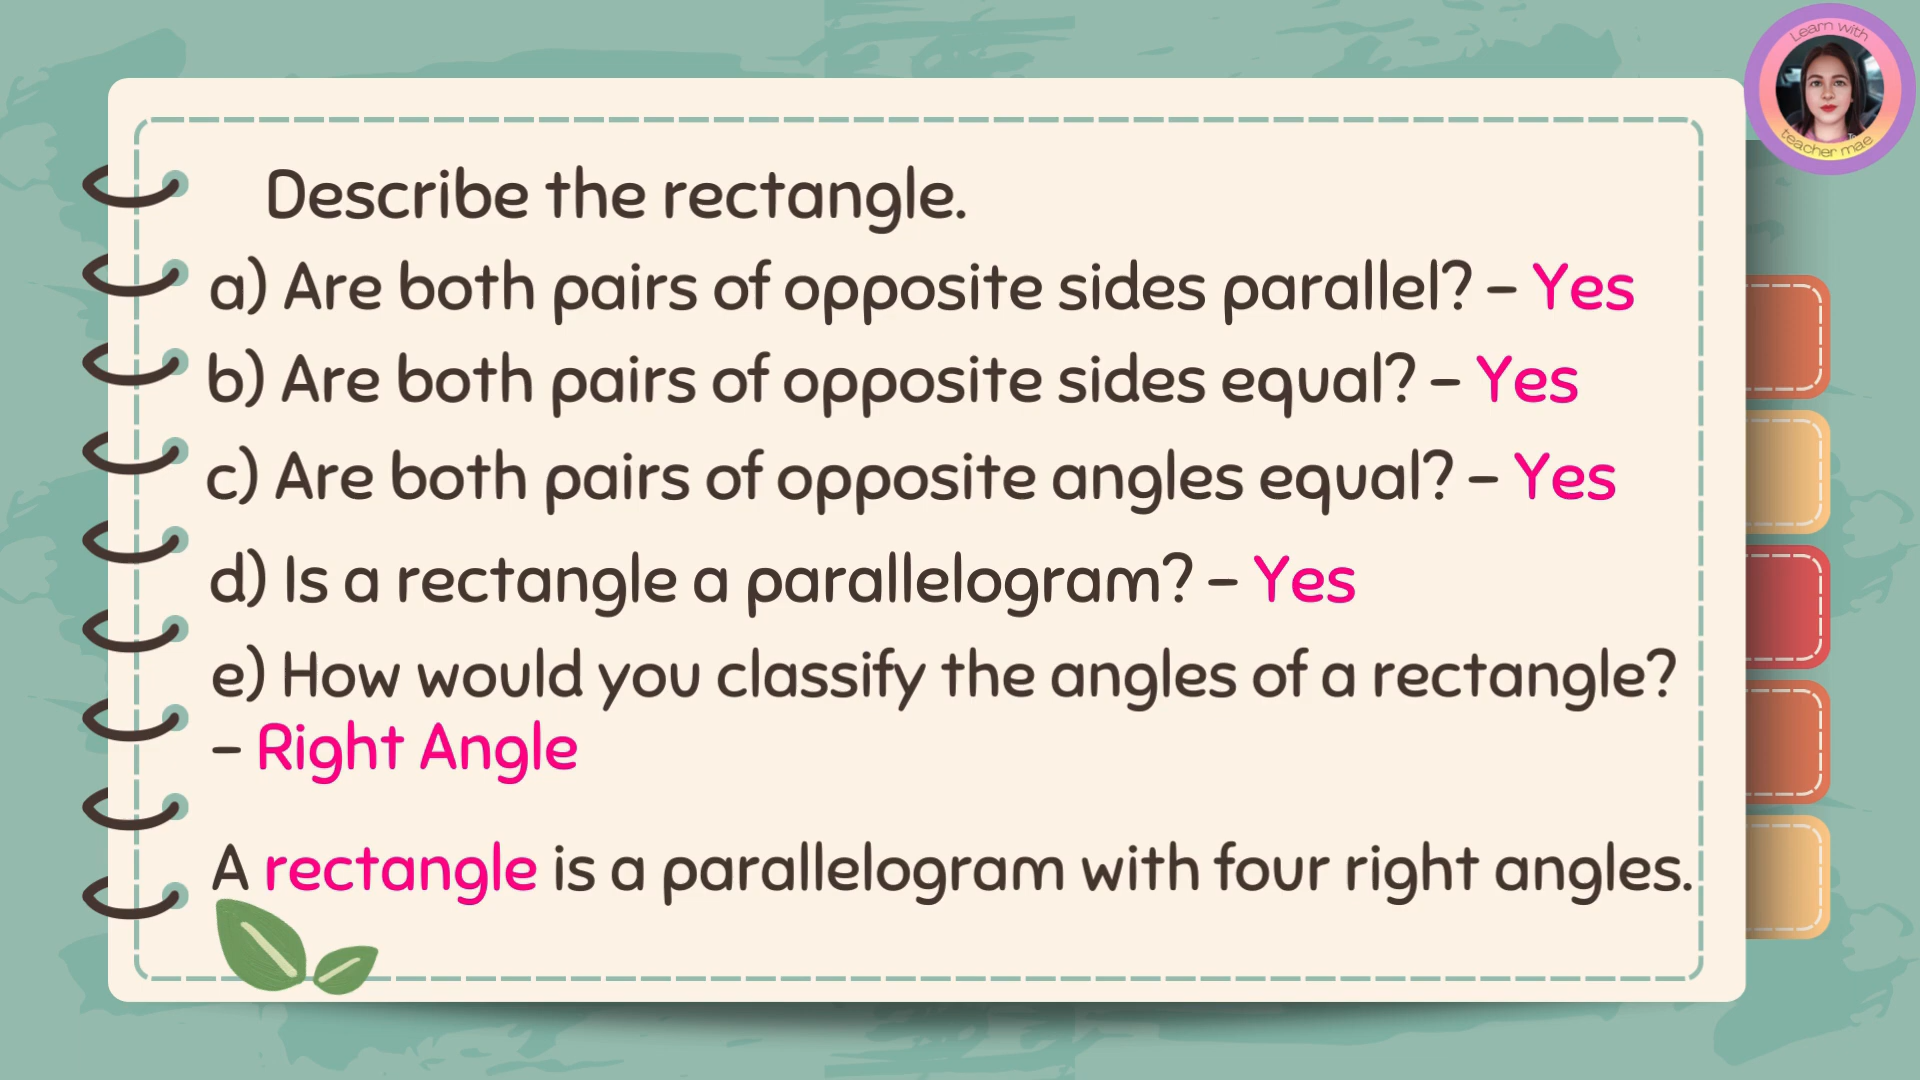 Learn with
teacher mae
Describe the rectangle.
a) Are both pairs of opposite sides parallel? – Yes
b) Are both pairs of opposite sides equal? – Yes
c) Are both pairs of opposite angles equal? – Yes
d) Is a rectangle a parallelogram? – Yes
e) How would you classify the angles of a rectangle?
– Right Angle
A rectangle is a parallelogram with four right angles.